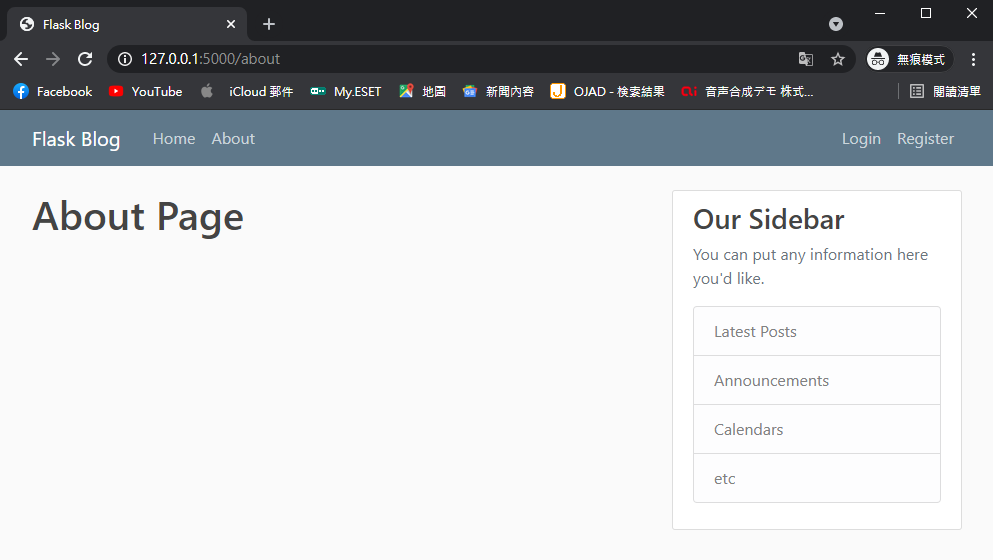 Flask Blog
127.0.0.1:5000/about
無痕模式
Facebook
YouTube
iCloud 郵件
My.ESET
地圖
新聞內容
OJAD - 検索結果
音声合成デモ 株式...
閱讀清單
Flask Blog
Home
About
Login
Register
About Page
Our Sidebar
You can put any information here
you'd like.
Latest Posts
Announcements
Calendars
etc